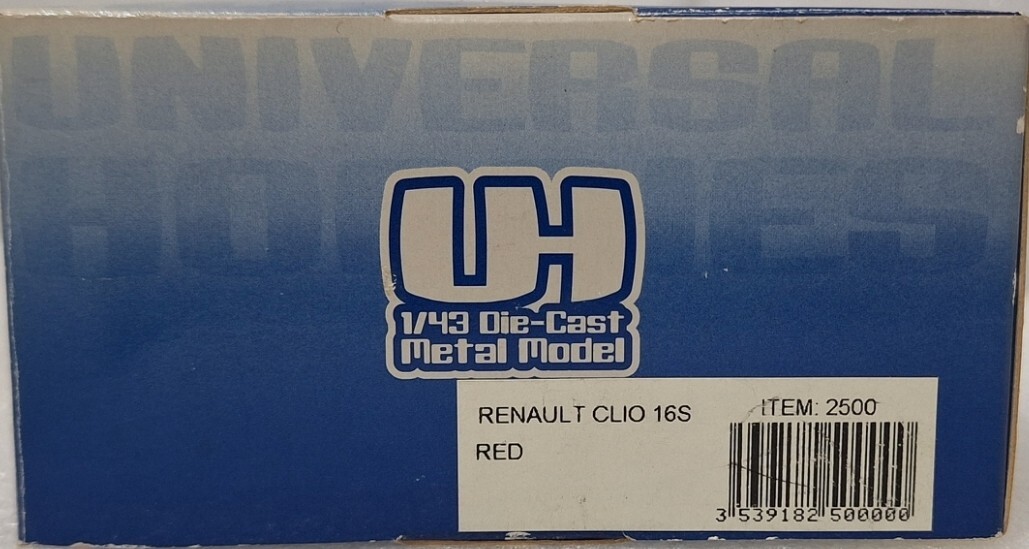 UNIVERSAL
HOBBIES
UH
1/43 Die-Cast
Metal Model
RENAULT CLIO 16S
ITEM: 2500
RED
3 539182 500000